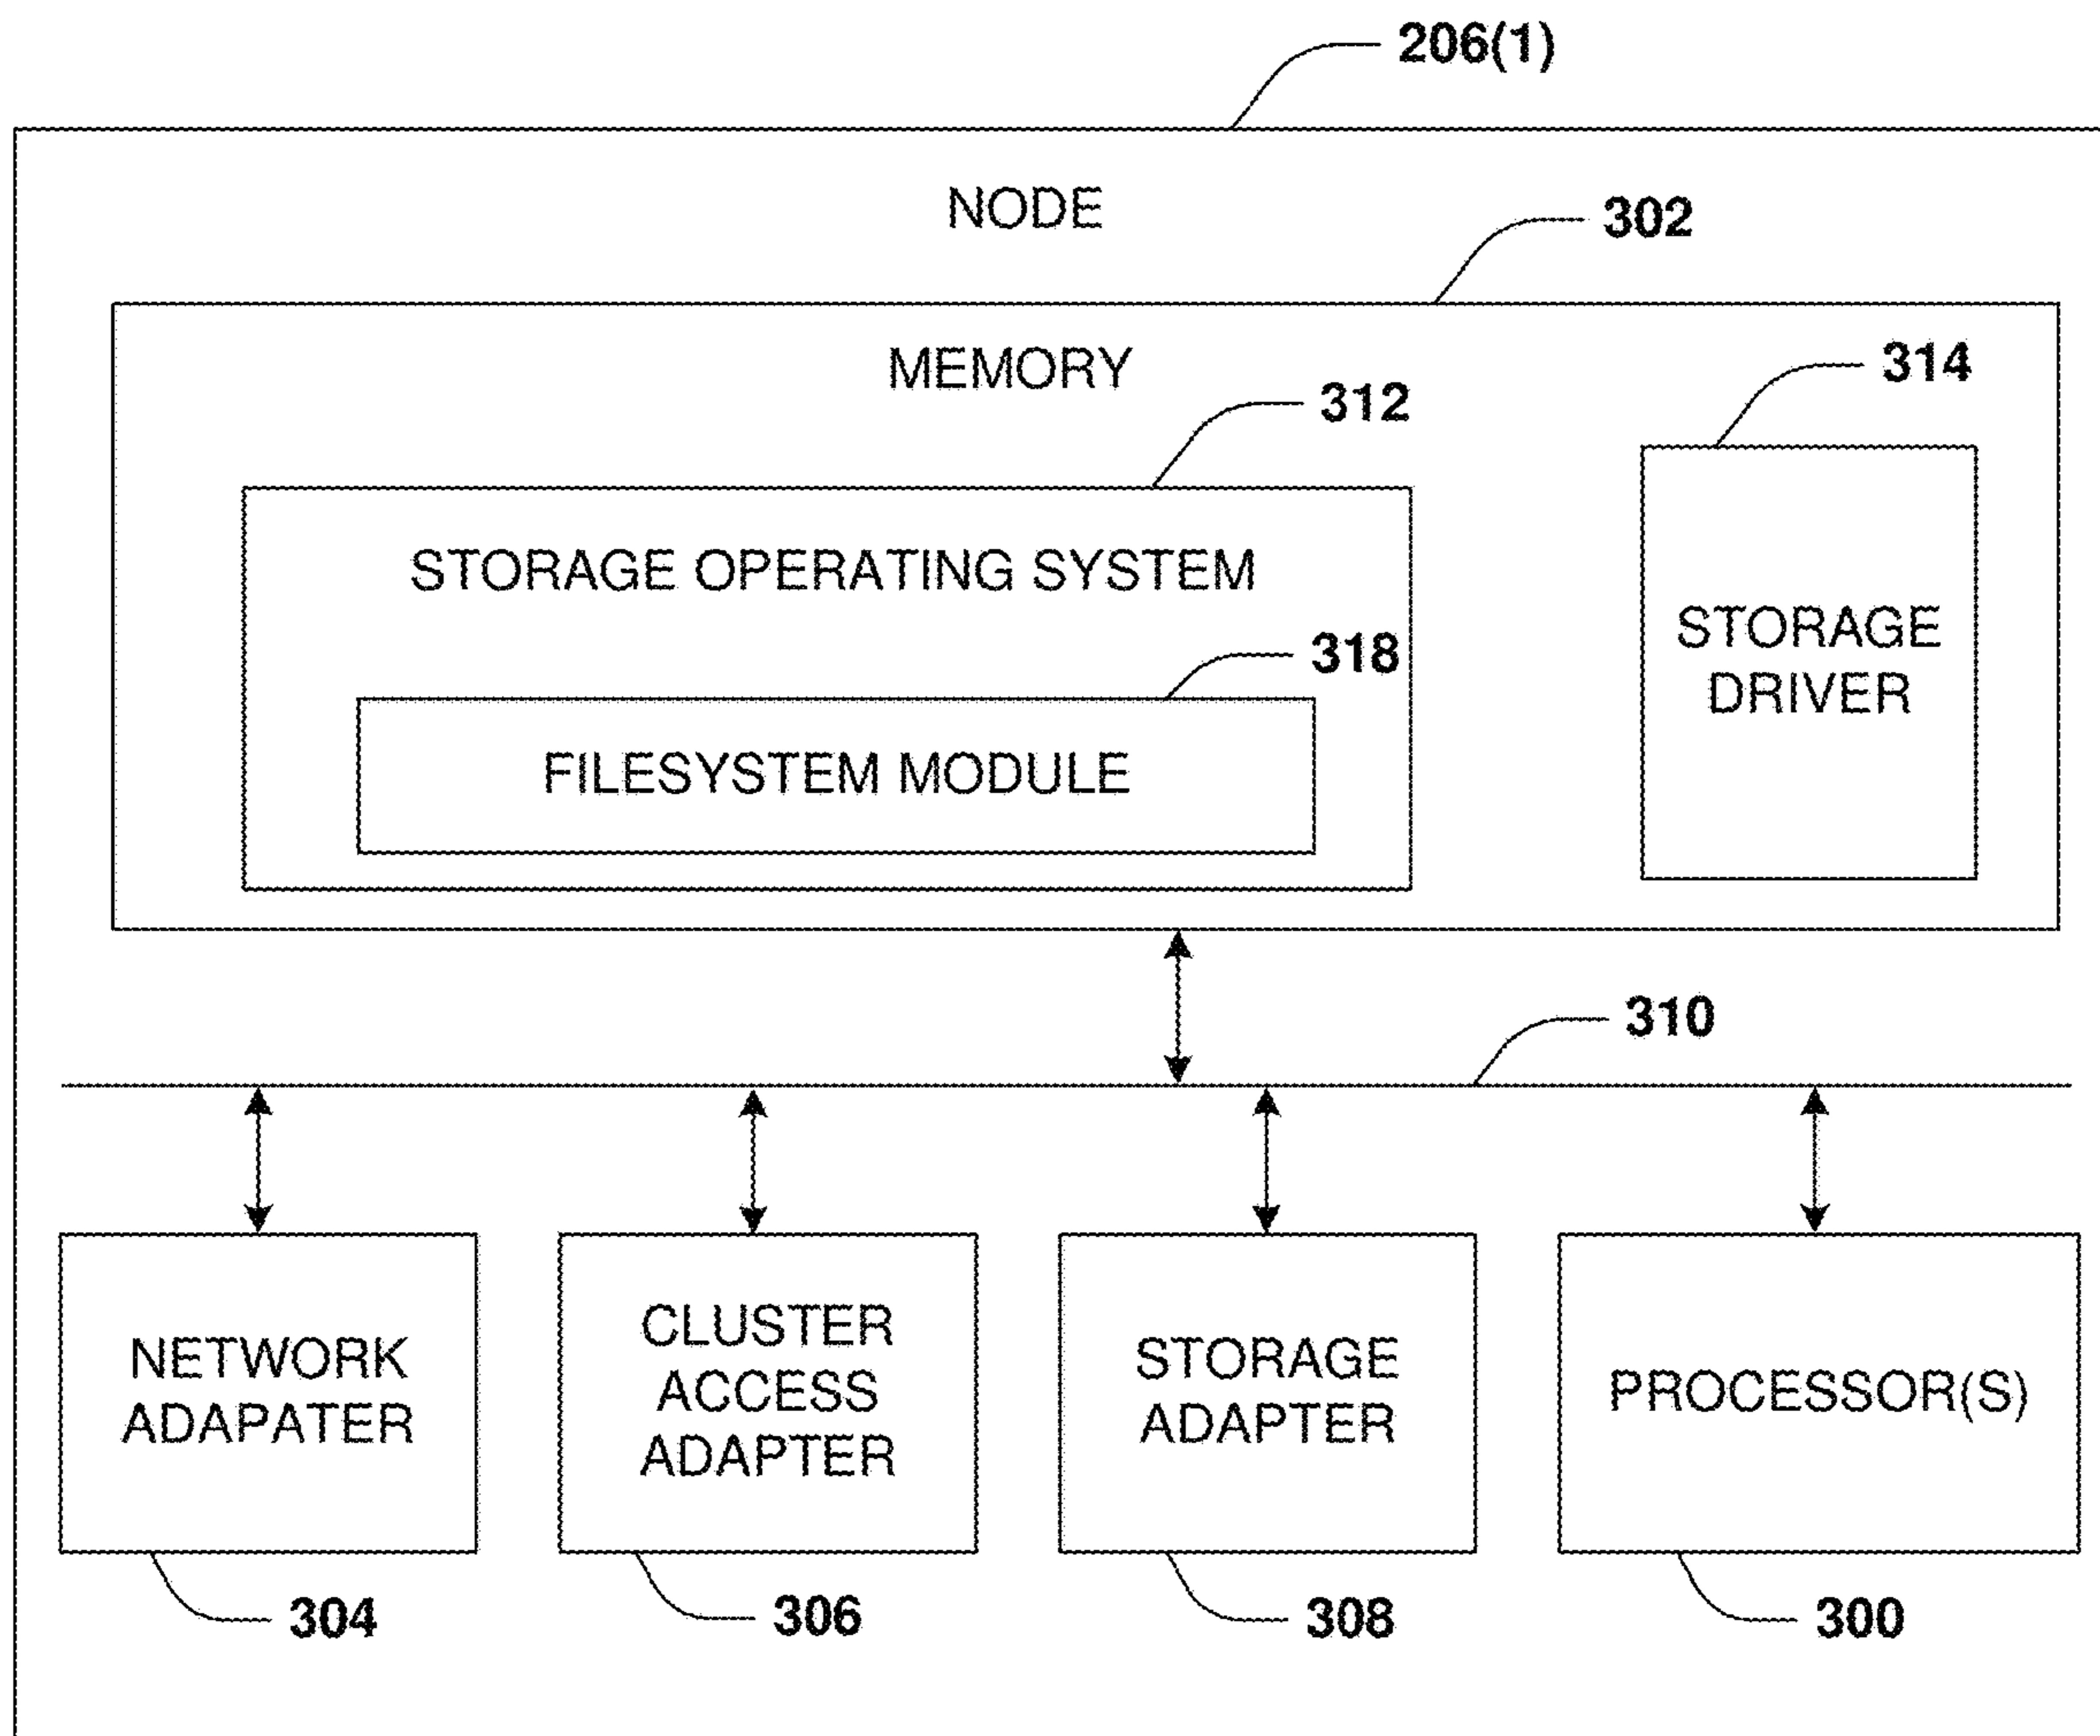 206(1)
NODE
302
MEMORY
314
312
STORAGE OPERATING SYSTEM
STORAGE
DRIVER
318
FILESYSTEM MODULE
310
NETWORK
ADAPATER
CLUSTER
ACCESS
ADAPTER
STORAGE
ADAPTER
PROCESSOR(S)
304
306
308
300